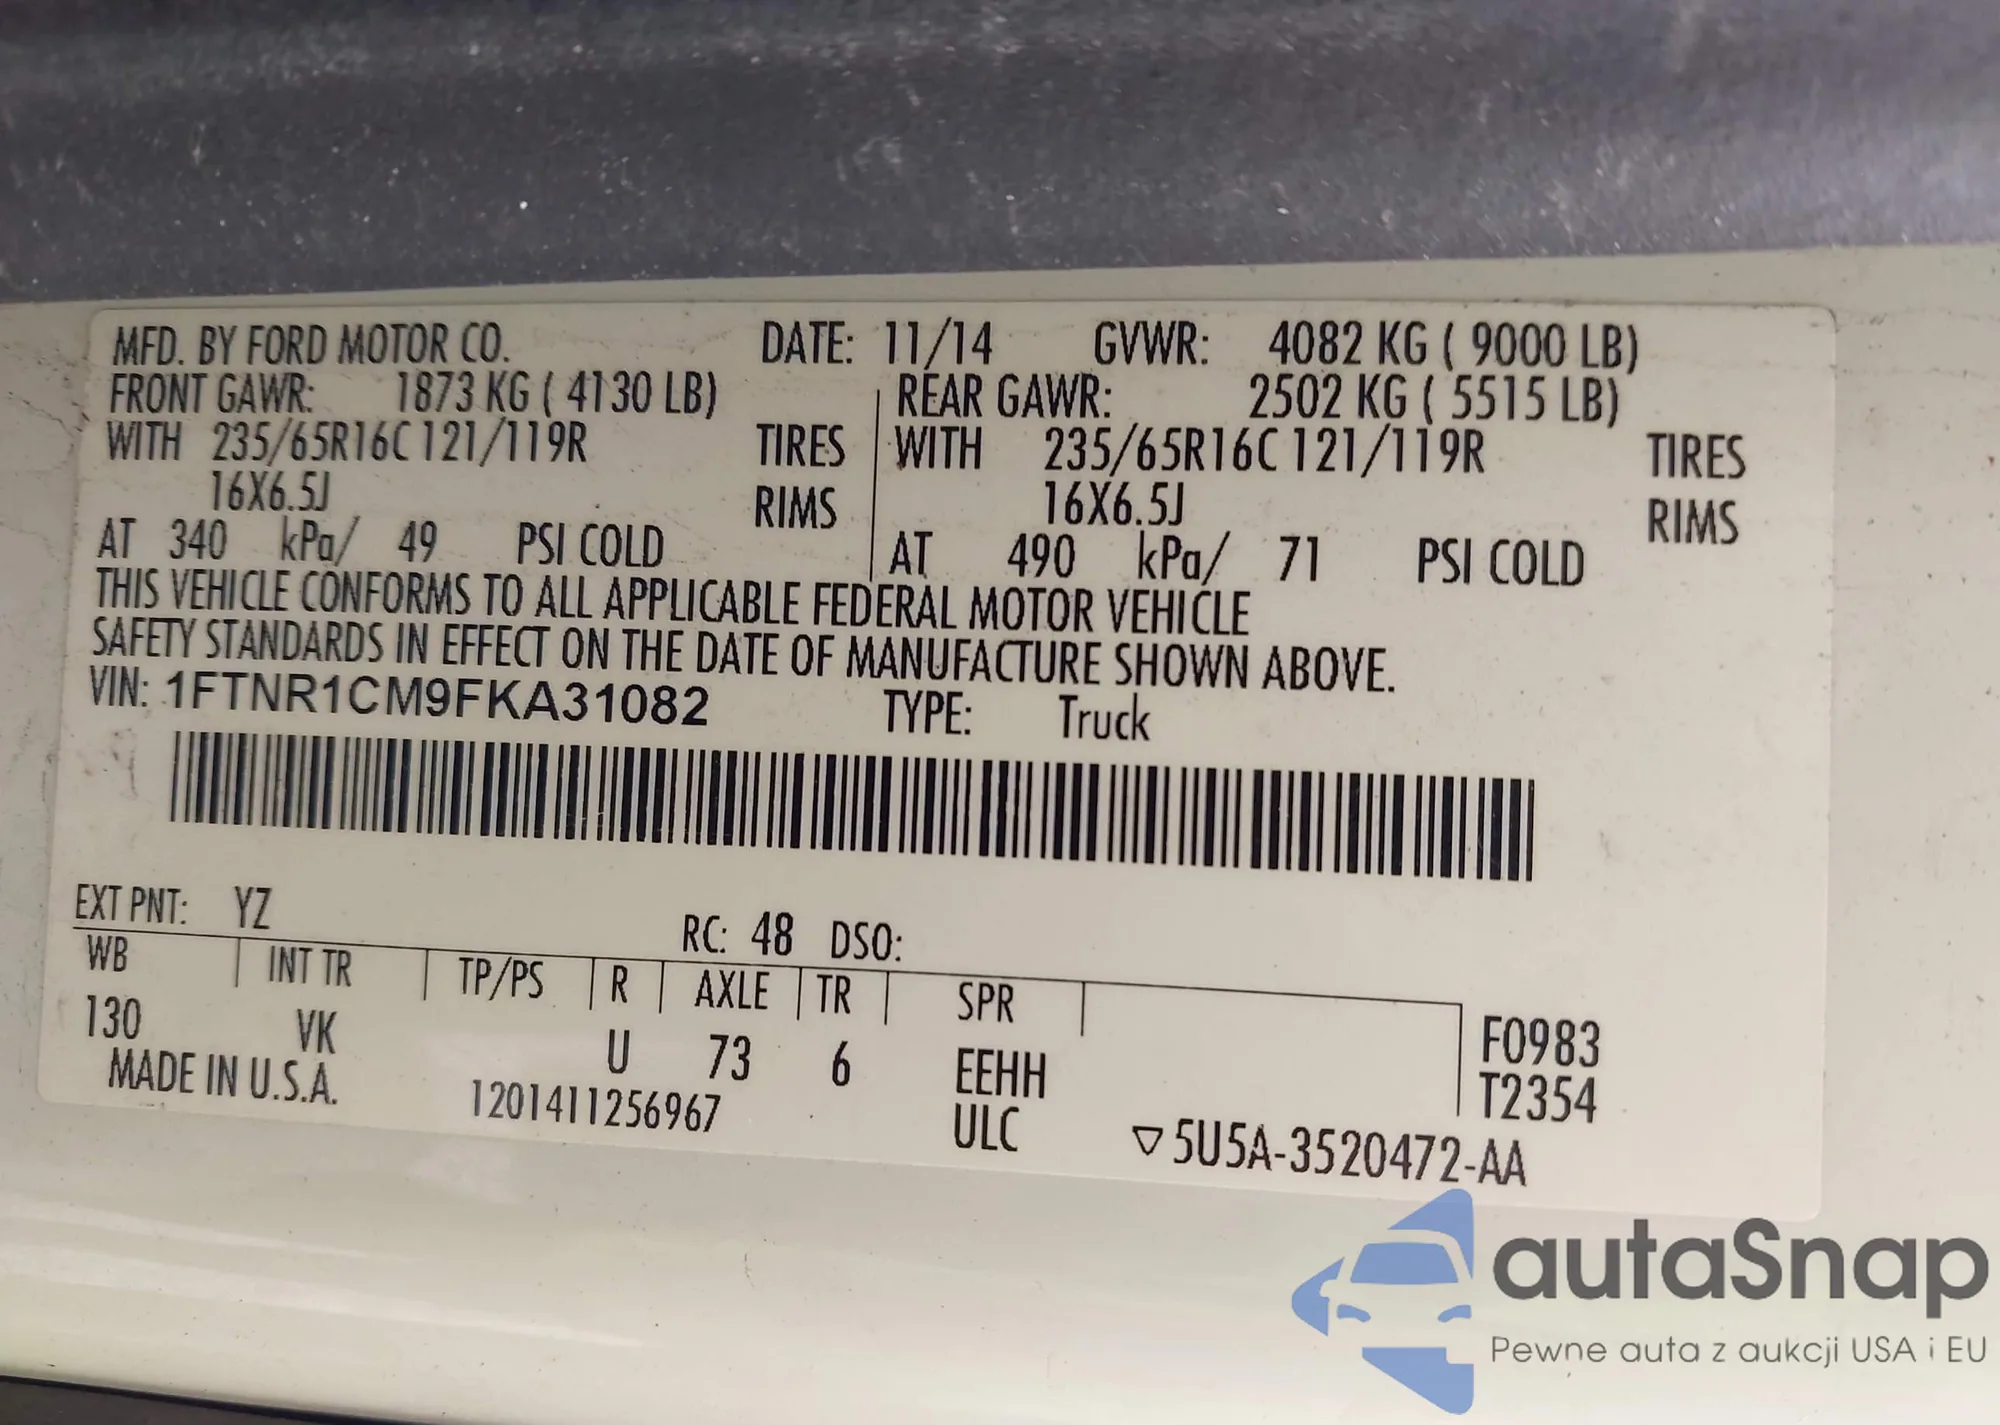 MFD. BY FORD MOTOR CO. DATE: 11/14 GVWR: 4082 KG ( 9000 LB)
FRONT GAWR: 1873 KG ( 4130 LB) REAR GAWR: 2502 KG ( 5515 LB)
WITH 235/65R16C 121/119R TIRES WITH 235/65R16C 121/119R TIRES
16X6.5J RIMS 16X6.5J RIMS
AT 340 kPa/ 49 PSI COLD AT 490 kPa/ 71 PSI COLD
THIS VEHICLE CONFORMS TO ALL APPLICABLE FEDERAL MOTOR VEHICLE
SAFETY STANDARDS IN EFFECT ON THE DATE OF MANUFACTURE SHOWN ABOVE.
VIN: 1FTNR1CM9FKA31082 TYPE: Truck
EXT PNT: YZ RC: 48 DSO:
WB INT TR TP/PS R AXLE TR SPR
130 VK U 73 6 EEHH F0983
MADE IN U.S.A. 1201411256967 ULC T2354
▽5U5A-3520472-AA
autaSnap
Pewne auta z aukcji USA i EU